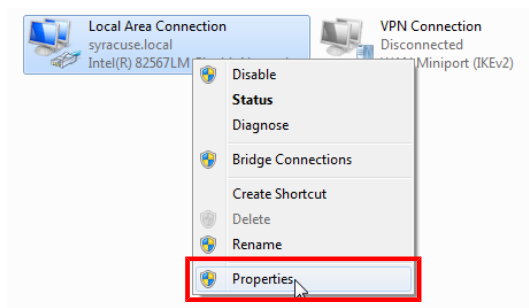 Local Area Connection
syracuse.local
Intel(R) 82567LM
VPN Connection
Disconnected
Miniport (IKEv2)
Disable
Status
Diagnose
Bridge Connections
Create Shortcut
Delete
Rename
Properties